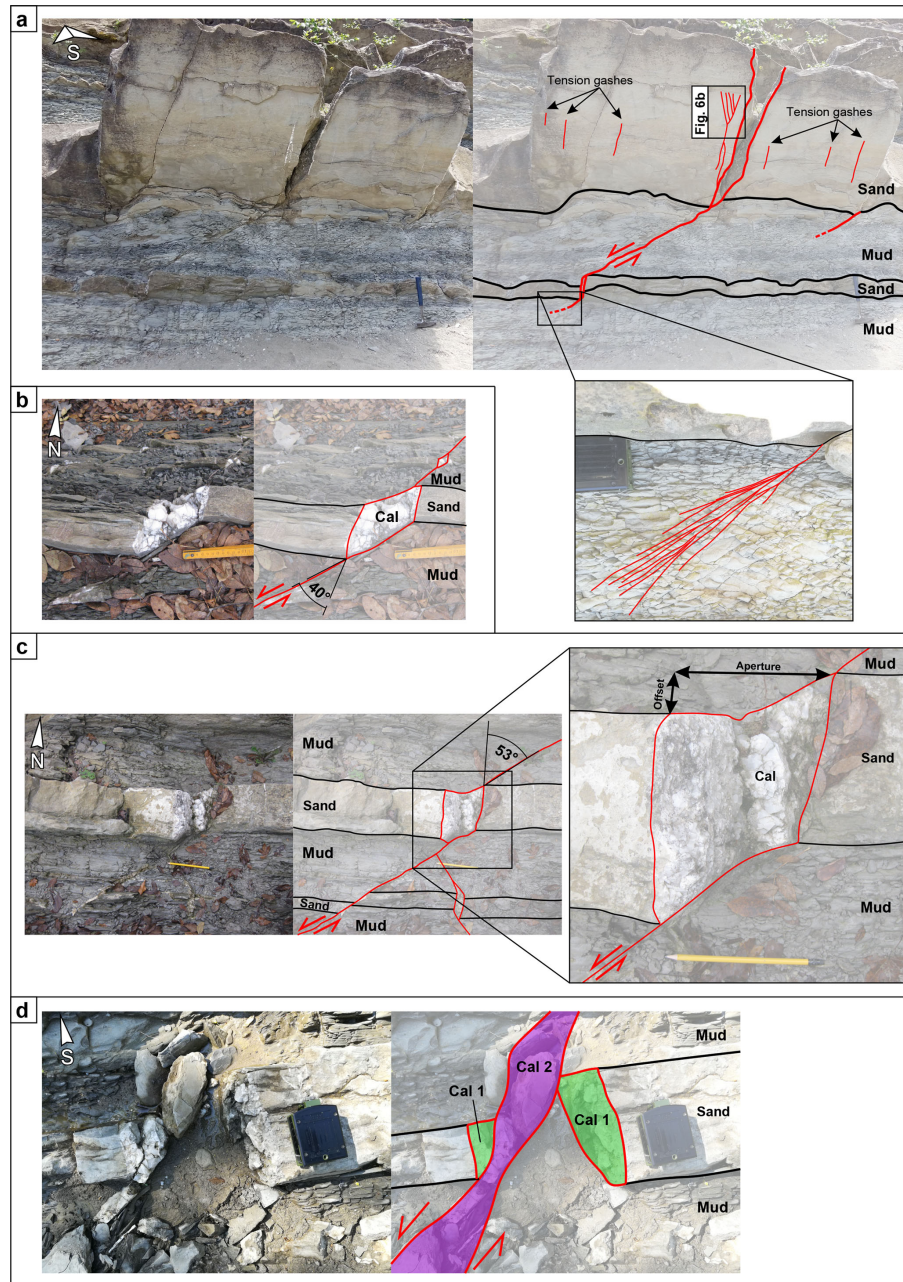 a
S
Tension gashes
Fig. 6b
Tension gashes
Sand
Mud
Sand
Mud
b
N
Mud
Cal
Sand
Mud
40°
c
N
Mud
53°
Sand
Mud
Sand
Mud
Aperture
Offset
Mud
Sand
Cal
Mud
d
S
Cal 2
Mud
Cal 1
Cal 1
Sand
Mud